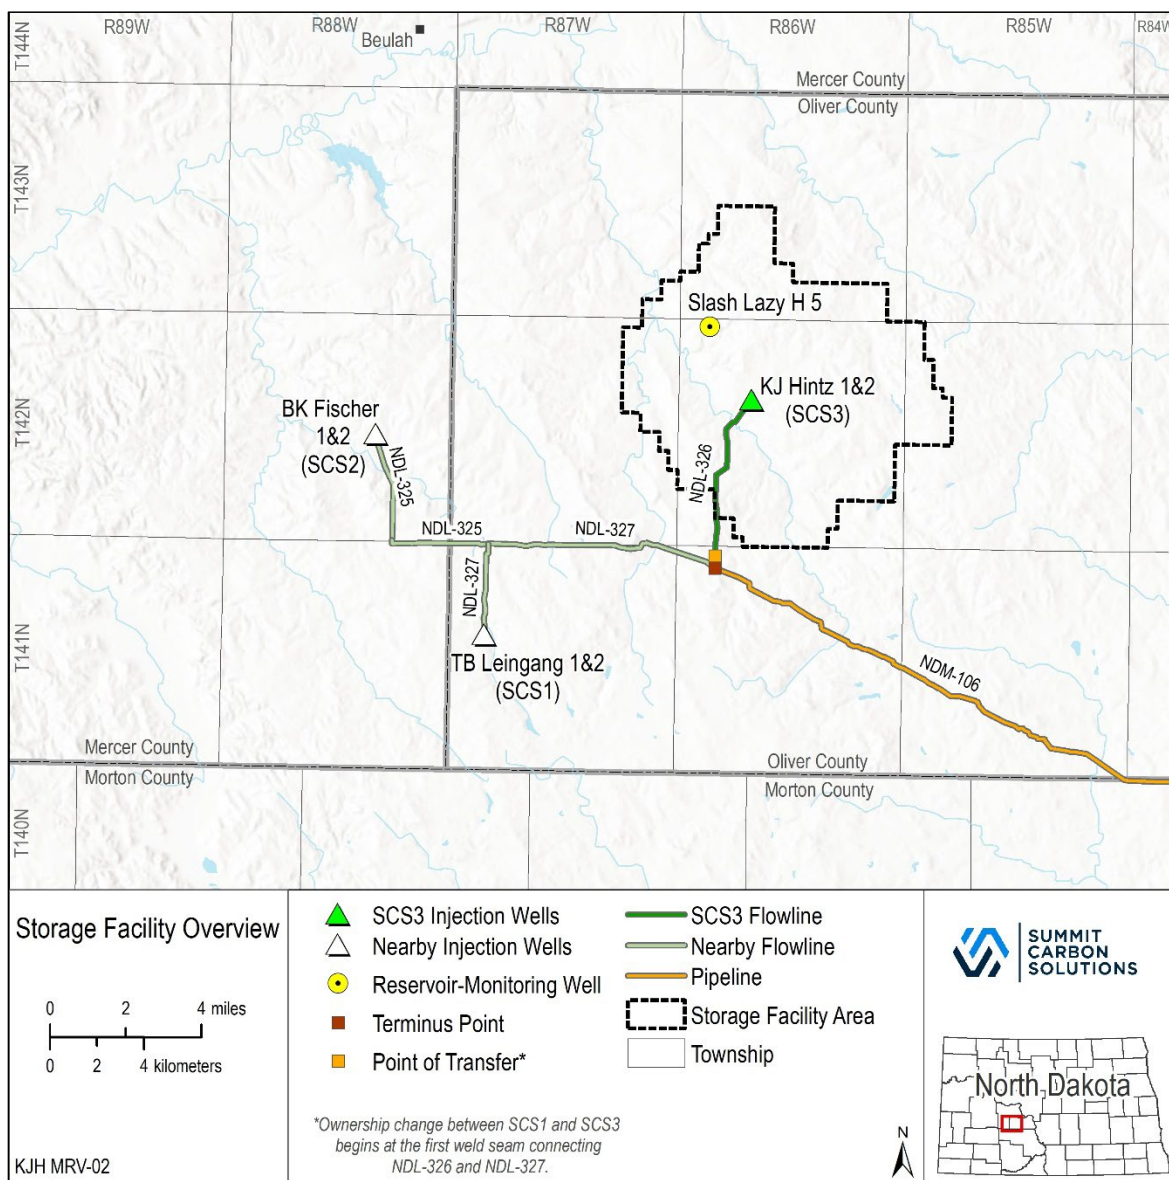 R89W
R88W
R87W
R86W
R85W
R84W
T144N
Beulah
Mercer County
Oliver County
T143N
Slash Lazy H 5
KJ Hintz 1&2
(SCS3)
BK Fischer
1&2
(SCS2)
T142N
NDL-326
NDL-325
NDL-325
NDL-327
NDL-327
TB Leingang 1&2
(SCS1)
T141N
NDM-106
Mercer County
Morton County
Oliver County
Morton County
T140N
Storage Facility Overview
0 2 4 miles
0 2 4 kilometers
KJH MRV-02
SCS3 Injection Wells
Nearby Injection Wells
Reservoir-Monitoring Well
Terminus Point
Point of Transfer*
SCS3 Flowline
Nearby Flowline
Pipeline
Storage Facility Area
Township
*Ownership change between SCS1 and SCS3
begins at the first weld seam connecting
NDL-326 and NDL-327.
N
SUMMIT
CARBON
SOLUTIONS
North Dakota